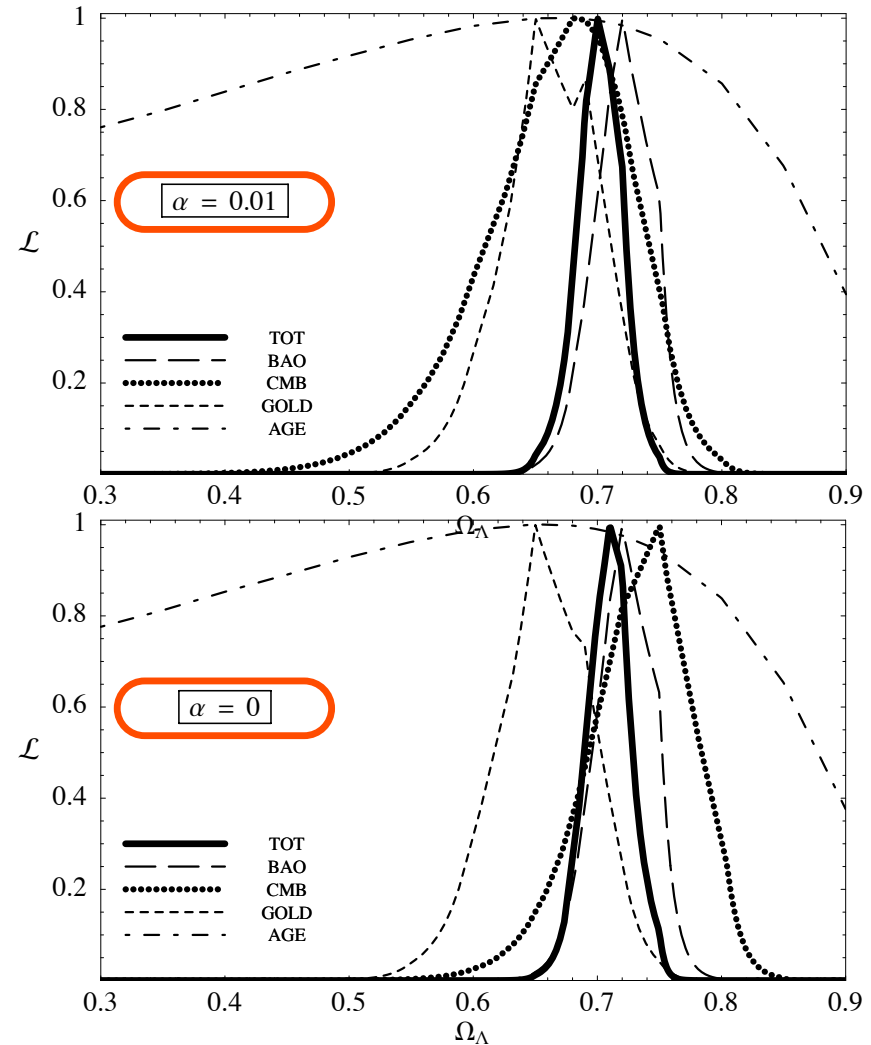 1
0.8
0.6
0.4
0.2
ℒ
α = 0.01
TOT
BAO
CMB
GOLD
AGE
0.3 0.4 0.5 0.6 0.7 0.8 0.9
Ω_Λ
1
0.8
0.6
0.4
0.2
ℒ
α = 0
TOT
BAO
CMB
GOLD
AGE
0.3 0.4 0.5 0.6 0.7 0.8 0.9
Ω_Λ